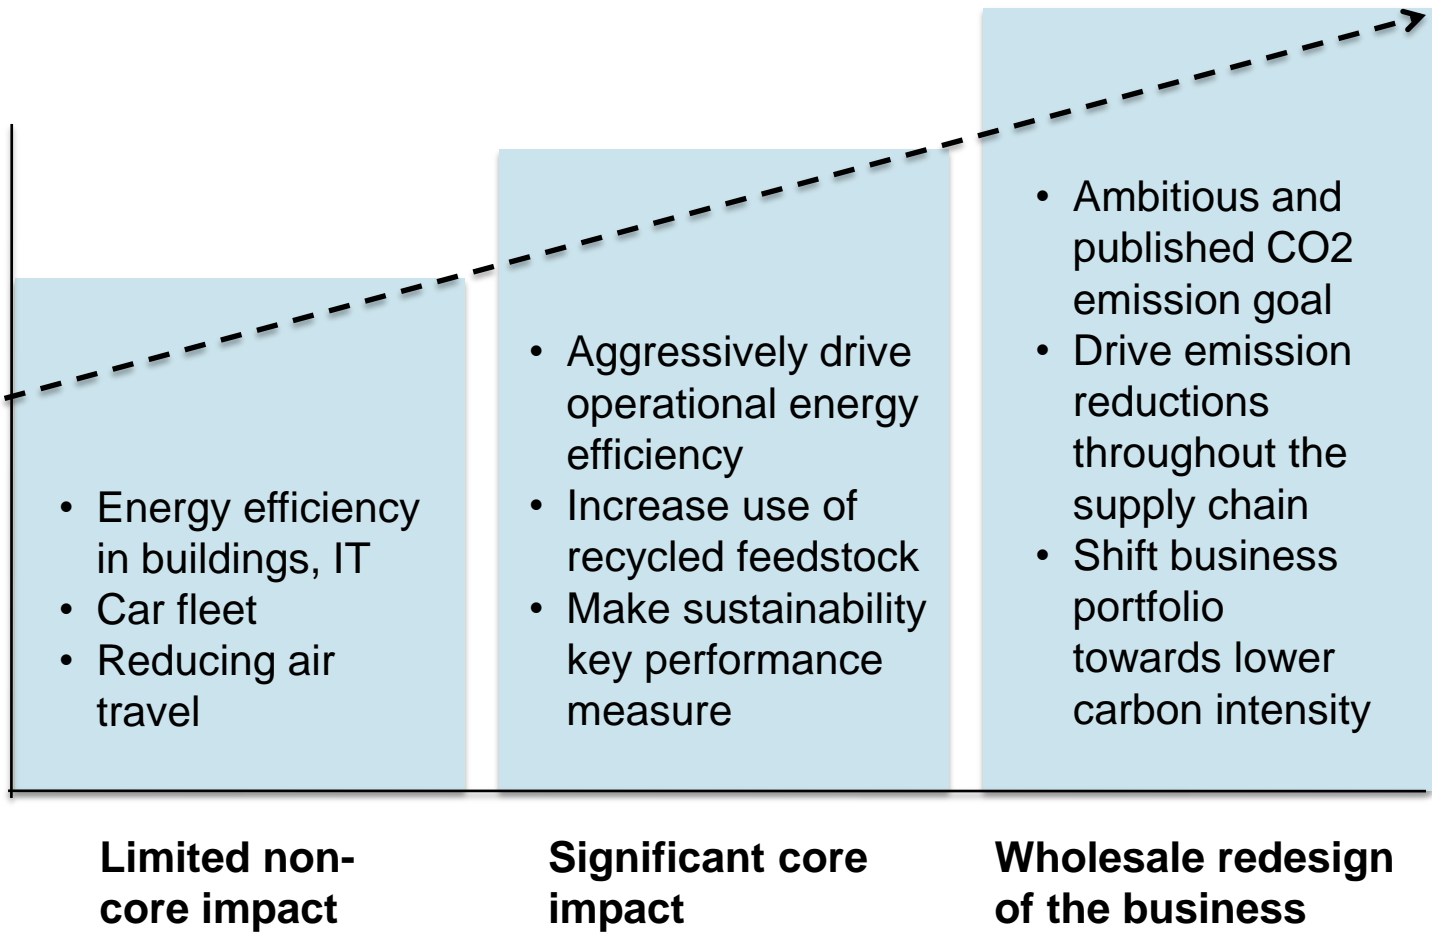 • Energy efficiency
in buildings, IT
• Car fleet
• Reducing air
travel
• Aggressively drive
operational energy
efficiency
• Increase use of
recycled feedstock
• Make sustainability
key performance
measure
• Ambitious and
published CO2
emission goal
• Drive emission
reductions
throughout the
supply chain
• Shift business
portfolio
towards lower
carbon intensity
Limited non-
core impact
Significant core
impact
Wholesale redesign
of the business